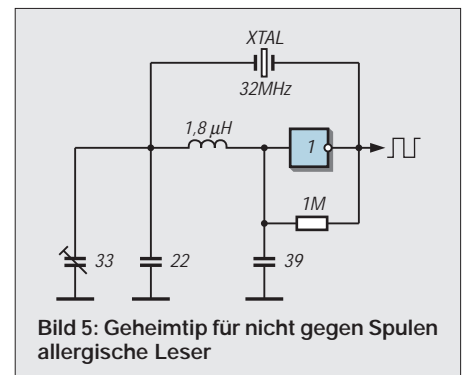 XTAL
32MHz
1,8 µH
1
1M
33
22
39
Bild 5: Geheimtip für nicht gegen Spulen
allergische Leser